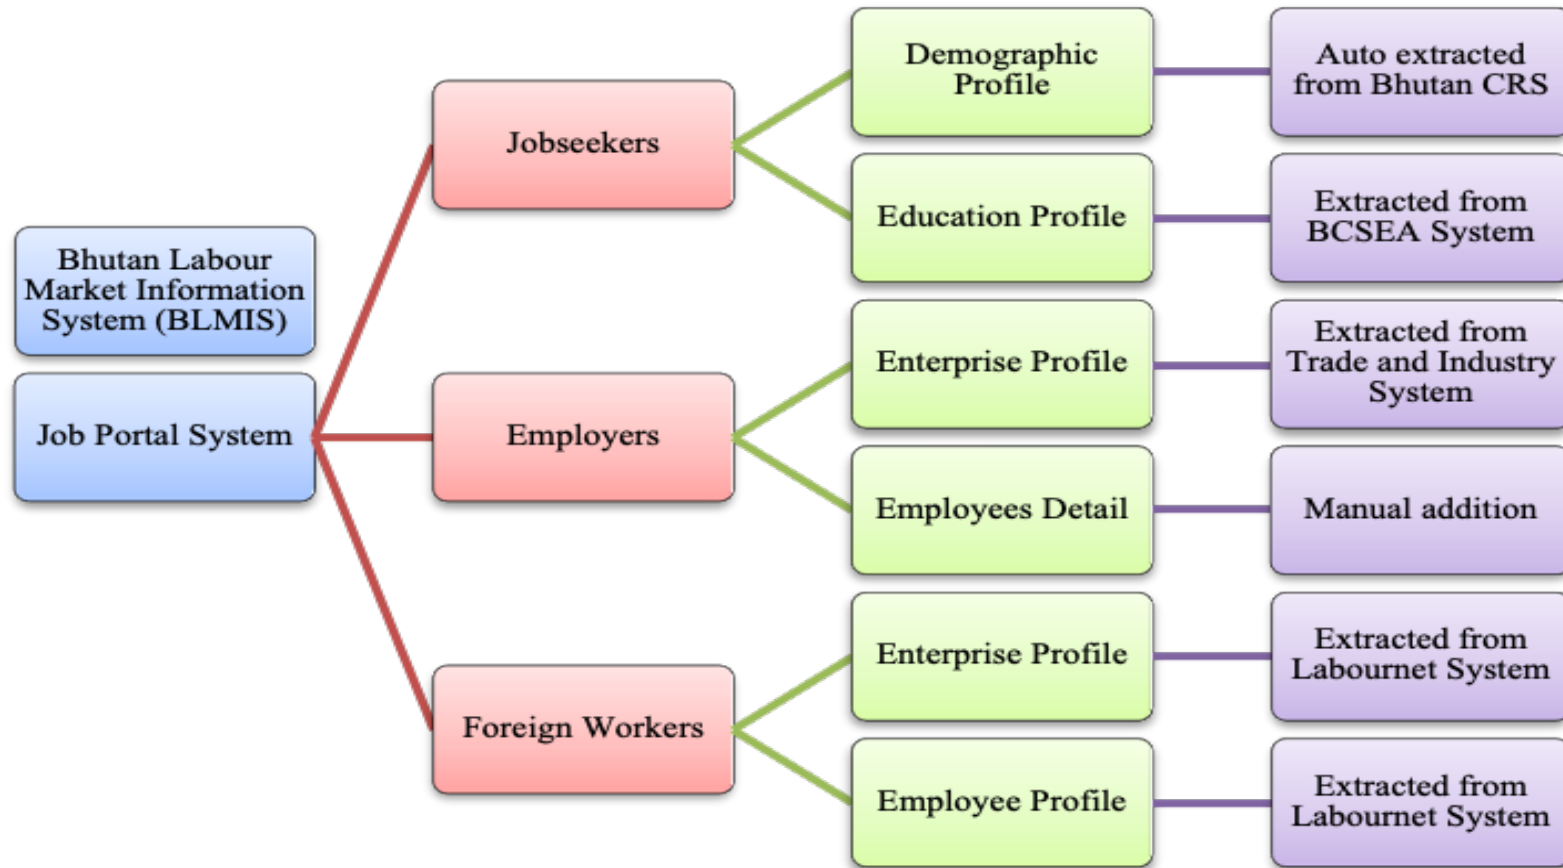 Bhutan Labour
Market Information
System (BLMIS)
Job Portal System
Jobseekers
Demographic
Profile
Auto extracted
from Bhutan CRS
Education Profile
Extracted from
BCSEA System
Employers
Enterprise Profile
Extracted from
Trade and Industry
System
Employees Detail
Manual addition
Foreign Workers
Enterprise Profile
Extracted from
Labournet System
Employee Profile
Extracted from
Labournet System